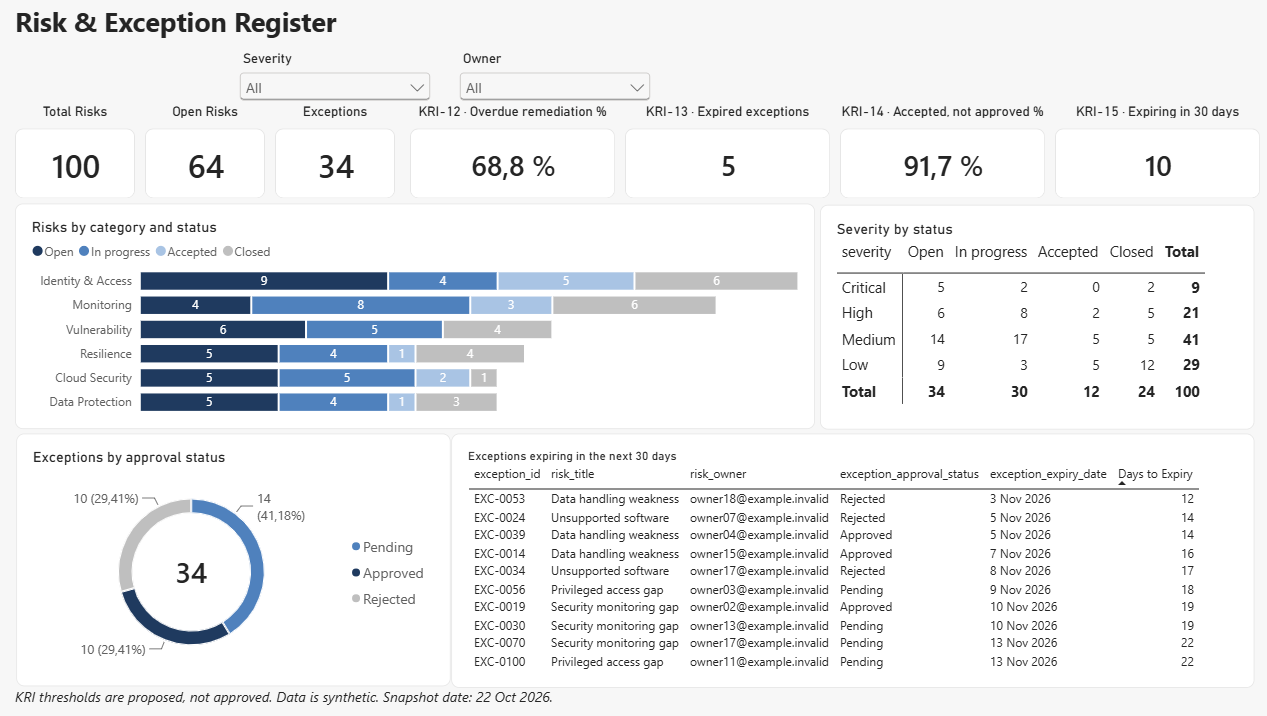 Risk & Exception Register
Severity Owner
All All
Total Risks Open Risks Exceptions KRI-12 · Overdue remediation % KRI-13 · Expired exceptions KRI-14 · Accepted, not approved % KRI-15 · Expiring in 30 days
100 64 34 68,8 % 5 91,7 % 10
Risks by category and status
Open In progress Accepted Closed
Identity & Access 9 4 5 6
Monitoring 4 8 3 6
Vulnerability 6 5 4
Resilience 5 4 1 4
Cloud Security 5 5 2 1
Data Protection 5 4 1 3
Severity by status
severity Open In progress Accepted Closed Total
Critical 5 2 0 2 9
High 6 8 2 5 21
Medium 14 17 5 5 41
Low 9 3 5 12 29
Total 34 30 12 24 100
Exceptions by approval status
10 (29,41%)
14
(41,18%)
34
10 (29,41%)
Pending
Approved
Rejected
Exceptions expiring in the next 30 days
exception_id risk_title risk_owner exception_approval_status exception_expiry_date Days to Expiry
EXC-0053 Data handling weakness owner18@example.invalid Rejected 3 Nov 2026 12
EXC-0024 Unsupported software owner07@example.invalid Rejected 5 Nov 2026 14
EXC-0039 Data handling weakness owner04@example.invalid Approved 5 Nov 2026 14
EXC-0014 Data handling weakness owner15@example.invalid Approved 7 Nov 2026 16
EXC-0034 Unsupported software owner17@example.invalid Rejected 8 Nov 2026 17
EXC-0056 Privileged access gap owner03@example.invalid Pending 9 Nov 2026 18
EXC-0019 Security monitoring gap owner02@example.invalid Approved 10 Nov 2026 19
EXC-0030 Security monitoring gap owner13@example.invalid Pending 10 Nov 2026 19
EXC-0070 Security monitoring gap owner17@example.invalid Pending 13 Nov 2026 22
EXC-0100 Privileged access gap owner11@example.invalid Pending 13 Nov 2026 22
KRI thresholds are proposed, not approved. Data is synthetic. Snapshot date: 22 Oct 2026.